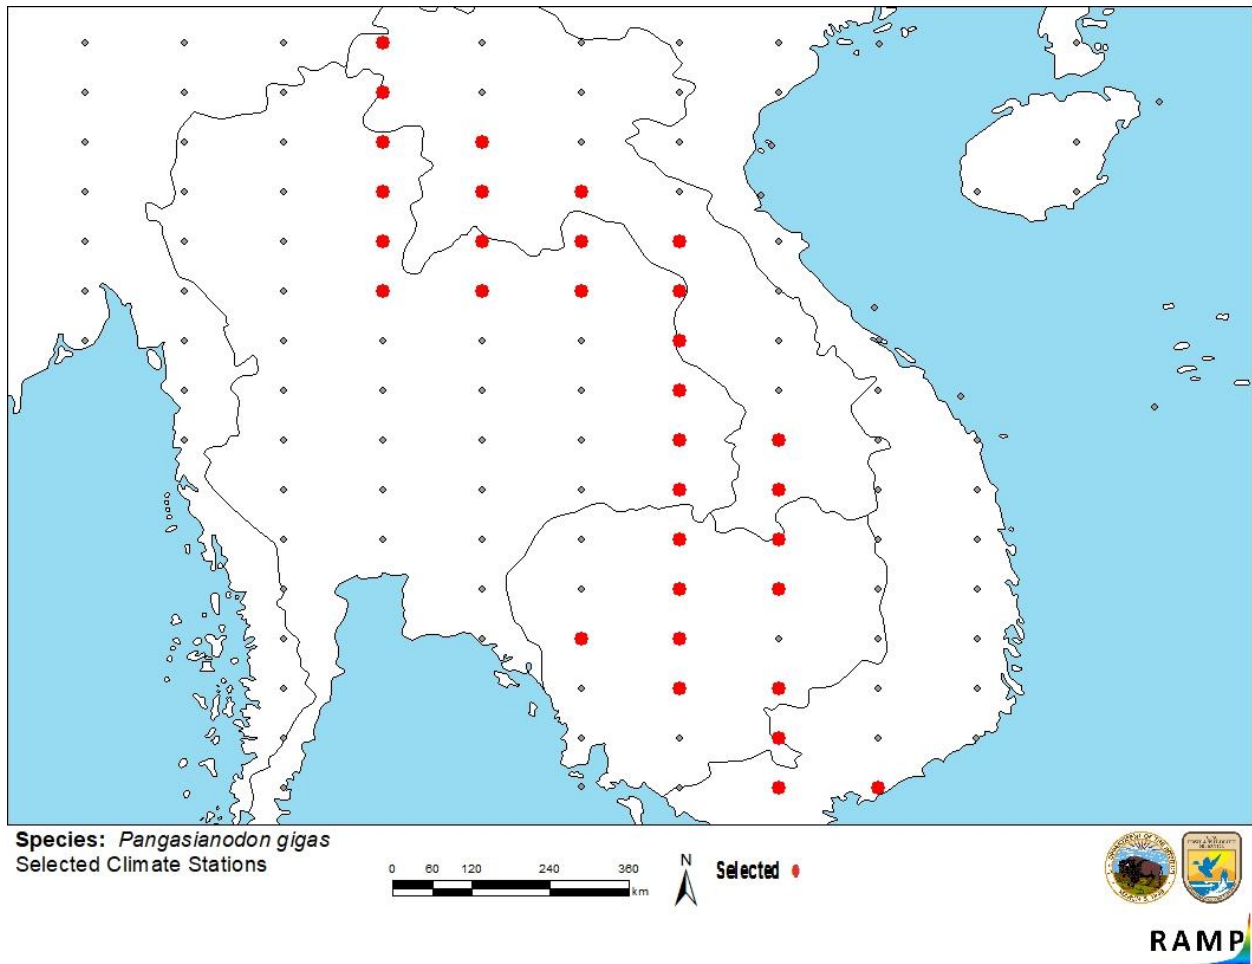 Species: Pangasianodon gigas
Selected Climate Stations
0 60 120 240 360
km
N
Selected
RAMP